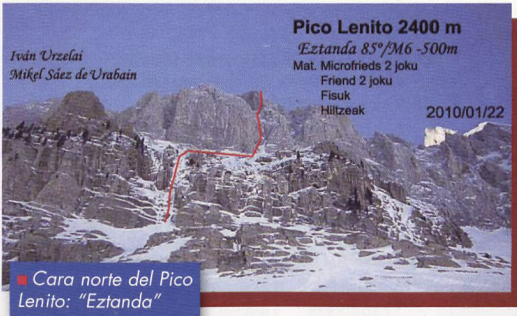 Pico Lenito 2400 m
Eztanda 85º/M6 -500m
Iván Urzelai
Mikel Sáez de Urabain
Mat. Microfrieds 2 joku
Friend 2 joku
Fisuk
Hiltzeak
2010/01/22
Cara norte del Pico
Lenito: "Eztanda"